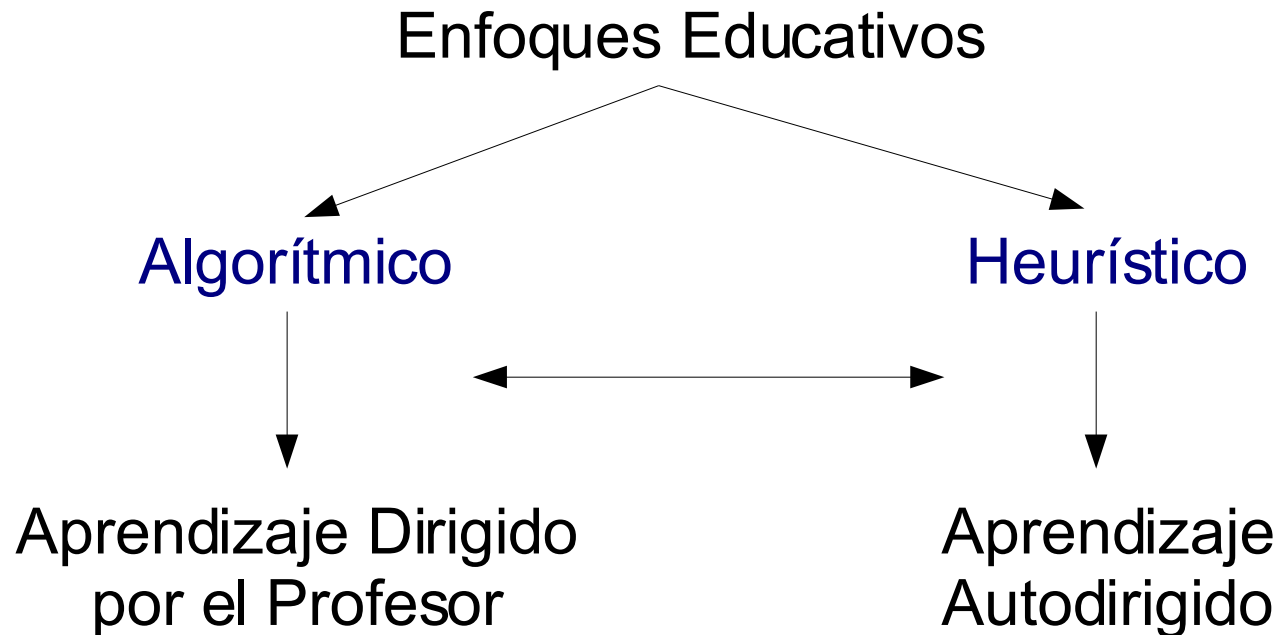 Enfoques Educativos
Algorítmico
Heurístico
Aprendizaje Dirigido
por el Profesor
Aprendizaje
Autodirigido